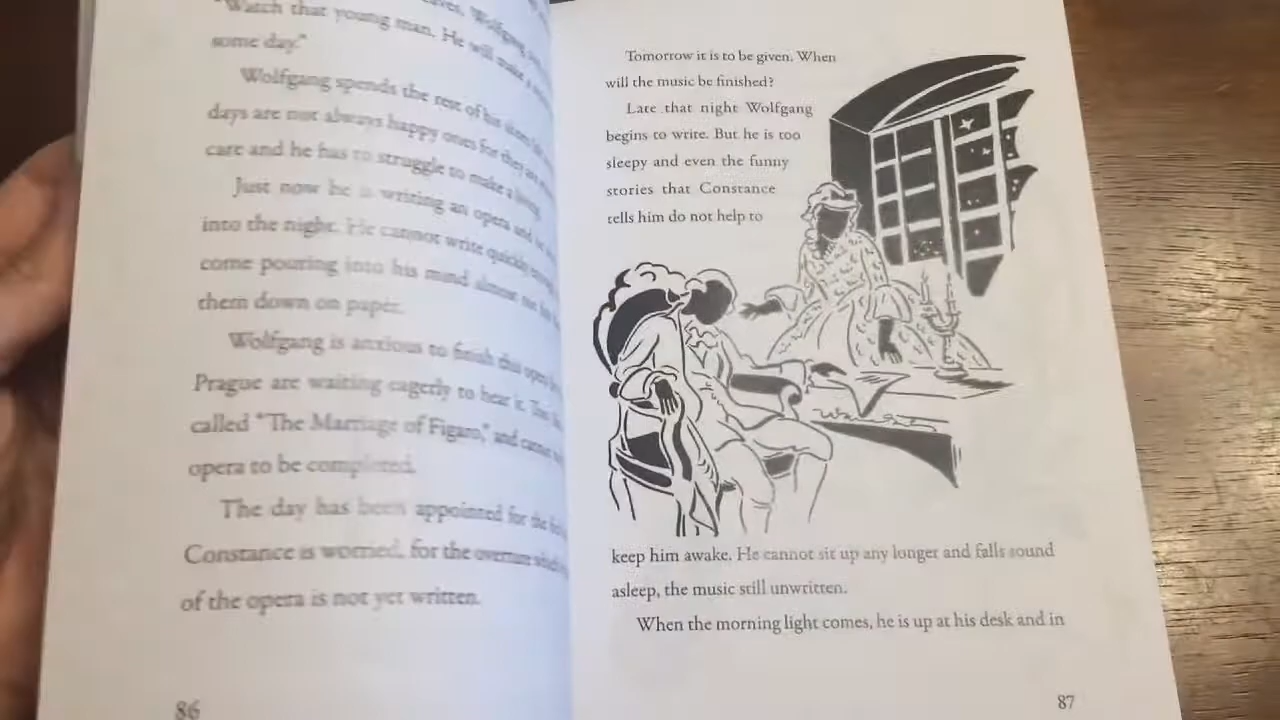 "Watch that young man. He will make a
some day."
Wolfgang spends the rest of his
days are not always happy ones for they are
care and he has to struggle to make a living.
Just now he is writing an opera and
into the night. He cannot write quickly
come pouring into his mind almost
them down on paper.
Wolfgang is anxious to finish this opera
Prague are waiting eagerly to hear it.
called "The Marriage of Figaro," and cannot
opera to be completed.
The day has been appointed for the
Constance is worried, for the overture which
of the opera is not yet written.
86
Tomorrow it is to be given. When
will the music be finished?
Late that night Wolfgang
begins to write. But he is too
sleepy and even the funny
stories that Constance
tells him do not help to
keep him awake. He cannot sit up any longer and falls sound
asleep, the music still unwritten.
When the morning light comes, he is up at his desk and in
87